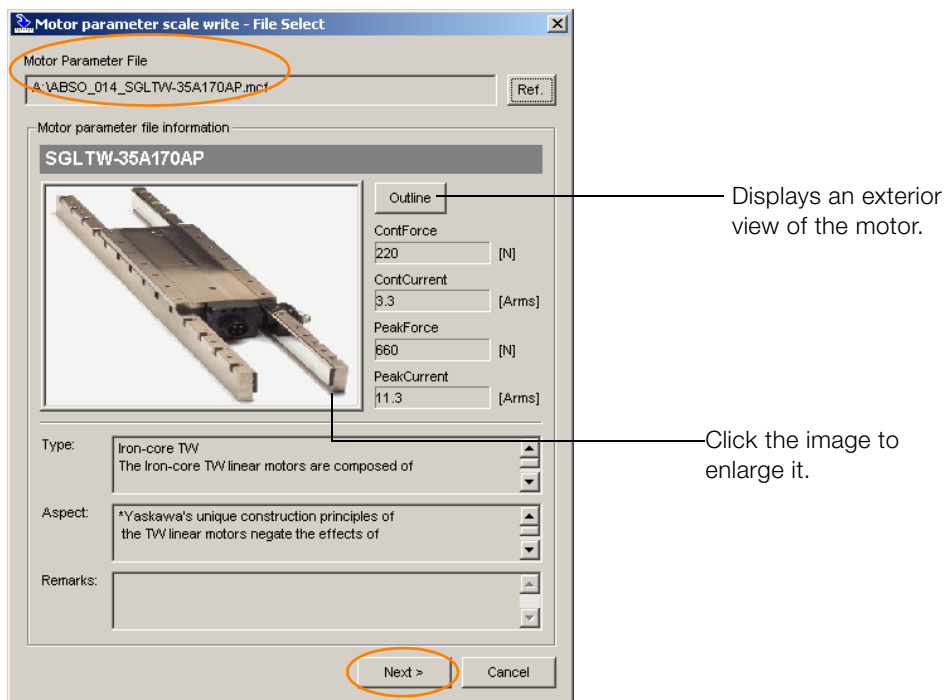 Motor parameter scale write - File Select
Motor Parameter File
A:\ABSO_014_SGLTW-35A170AP.mcf
Ref.
Motor parameter file information
SGLTW-35A170AP
Outline
ContForce
220 [N]
ContCurrent
3.3 [Arms]
PeakForce
660 [N]
PeakCurrent
11.3 [Arms]
Displays an exterior
view of the motor.
Click the image to
enlarge it.
Type:
Iron-core TW
The Iron-core TW linear motors are composed of
Aspect:
*Yaskawa's unique construction principles of
the TW linear motors negate the effects of
Remarks:
Next >
Cancel